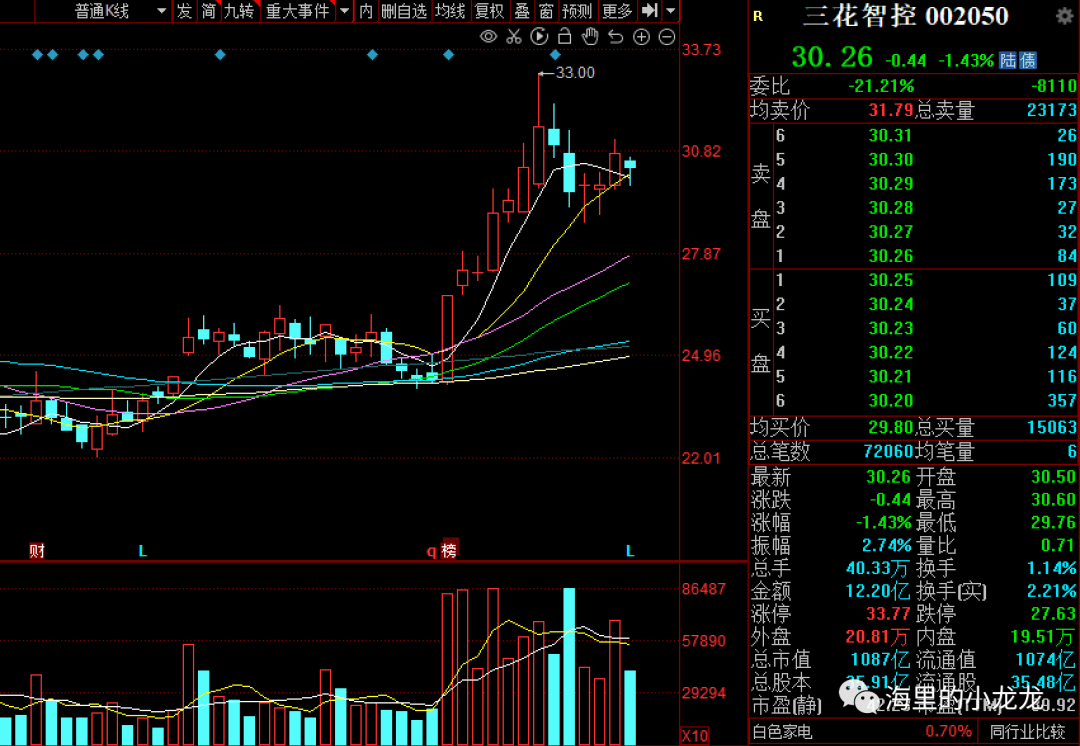 普通K线 发 简 九转 重大事件 内 删自选 均线 复权 叠 窗 预测 更多
33.73
33.00
30.82
27.87
24.96
22.01
财 L q 榜 L
86487
57890
29294
X10
R 三花智控 002050
30.26 -0.44 -1.43% 陆 债
委比 -21.21% -8110
均卖价 31.79 总卖量 23173
卖盘
6 30.31 26
5 30.30 190
4 30.29 173
3 30.28 27
2 30.27 32
1 30.26 84
买盘
1 30.25 109
2 30.24 37
3 30.23 60
4 30.22 124
5 30.21 116
6 30.20 357
均买价 29.80 总买量 15063
总笔数 72060 均笔量 6
最新 30.26 开盘 30.50
涨跌 -0.44 最高 30.60
涨幅 -1.43% 最低 29.76
振幅 2.74% 量比 0.71
总手 40.33万 换手 1.14%
金额 12.20亿 换手(实) 2.21%
涨停 33.77 跌停 27.63
外盘 20.81万 内盘 19.51万
总市值 1087亿 流通值 1074亿
总股本 35.91亿 流通股 35.48亿
市盈(静)
海里的小龙龙
白色家电 0.70% 同行业比较